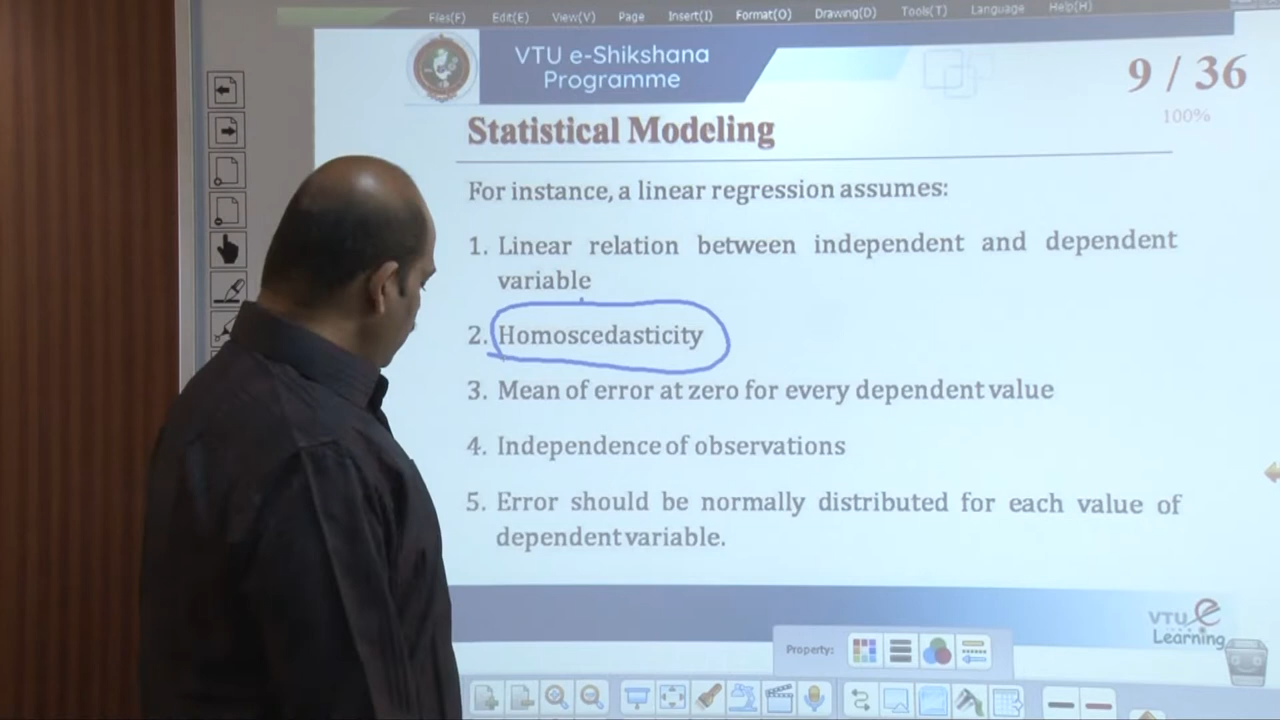 Files(F) Edit(E) View(V) Page Insert(I) Format(O) Drawing(D) Tools(T) Language Help(H)
VTU e-Shikshana
Programme
9 / 36
100%
Statistical Modeling
For instance, a linear regression assumes:
1. Linear relation between independent and dependent
variable
2. Homoscedasticity
3. Mean of error at zero for every dependent value
4. Independence of observations
5. Error should be normally distributed for each value of
dependent variable.
VTU e
Learning
Property: